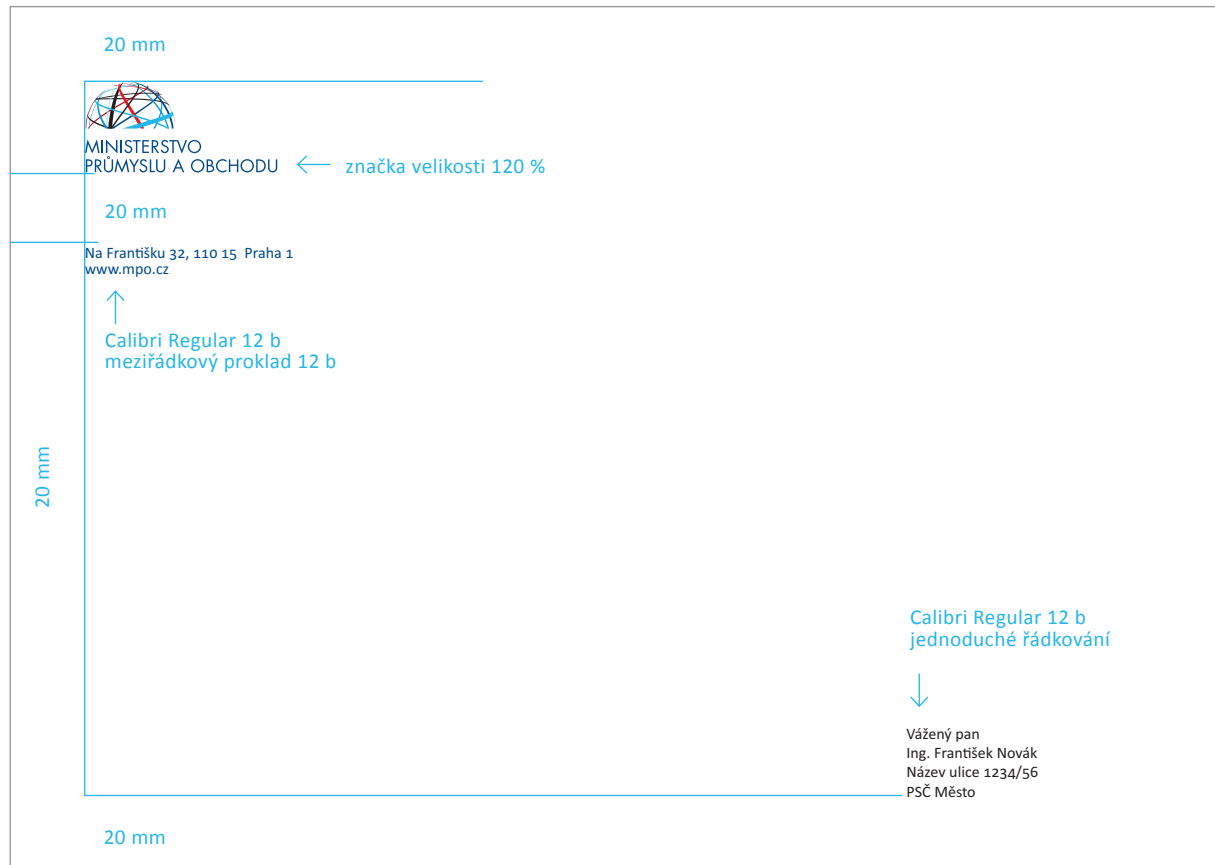 20 mm
MINISTERSTVO
PRŮMYSLU A OBCHODU
značka velikosti 120 %
20 mm
Na Františku 32, 110 15 Praha 1
www.mpo.cz
Calibri Regular 12 b
meziřádkový proklad 12 b
20 mm
Calibri Regular 12 b
jednoduché řádkování
Vážený pan
Ing. František Novák
Název ulice 1234/56
PSČ Město
20 mm